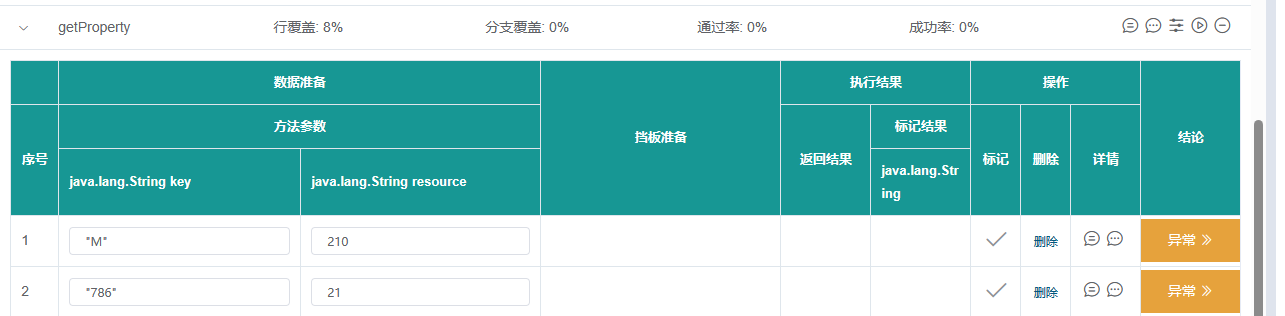 getProperty 行覆盖: 8% 分支覆盖: 0% 通过率: 0% 成功率: 0%
数据准备 执行结果 操作
方法参数 标记结果
序号 挡板准备 返回结果 标记 删除 详情 结论
java.lang.String key java.lang.String resource java.lang.Str
ing
1 "M" 210 删除 异常
2 "786" 21 删除 异常